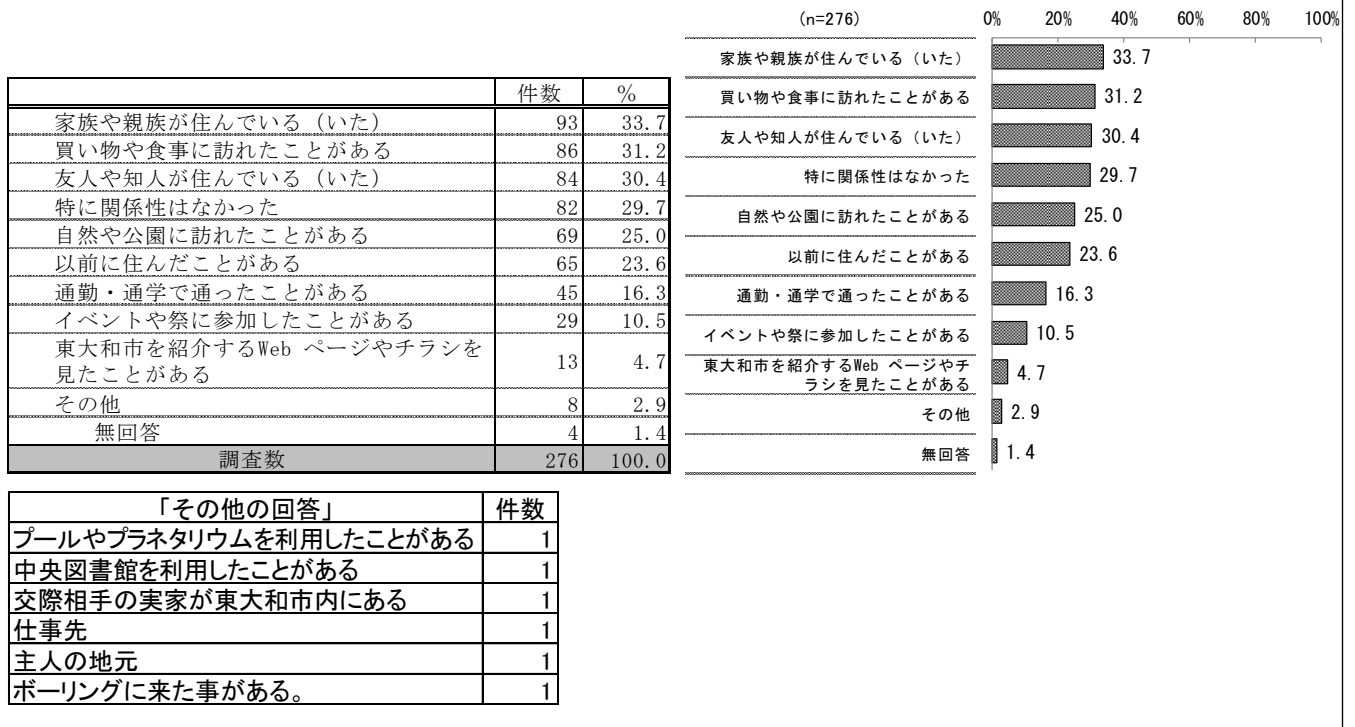 件数 %
家族や親族が住んでいる（いた） 93 33.7
買い物や食事に訪れたことがある 86 31.2
友人や知人が住んでいる（いた） 84 30.4
特に関係性はなかった 82 29.7
自然や公園に訪れたことがある 69 25.0
以前に住んだことがある 65 23.6
通勤・通学で通ったことがある 45 16.3
イベントや祭に参加したことがある 29 10.5
東大和市を紹介するWeb ページやチラシを
見たことがある 13 4.7
その他 8 2.9
無回答 4 1.4
調査数 276 100.0
(n=276) 0% 20% 40% 60% 80% 100%
家族や親族が住んでいる（いた） 33.7
買い物や食事に訪れたことがある 31.2
友人や知人が住んでいる（いた） 30.4
特に関係性はなかった 29.7
自然や公園に訪れたことがある 25.0
以前に住んだことがある 23.6
通勤・通学で通ったことがある 16.3
イベントや祭に参加したことがある 10.5
東大和市を紹介するWeb ページやチ
ラシを見たことがある 4.7
その他 2.9
無回答 1.4
「その他の回答」 件数
プールやプラネタリウムを利用したことがある 1
中央図書館を利用したことがある 1
交際相手の実家が東大和市内にある 1
仕事先 1
主人の地元 1
ボーリングに来た事がある。 1